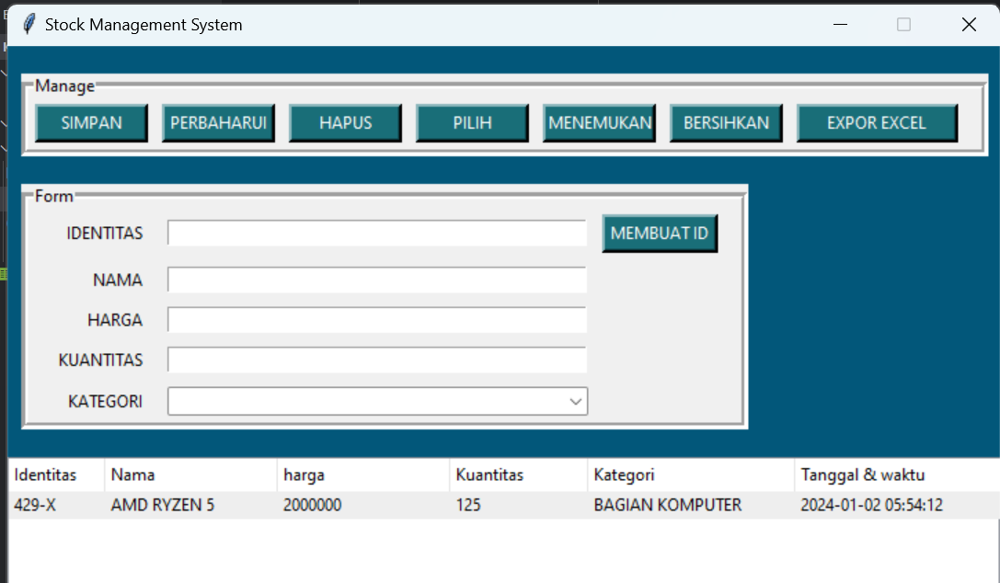 Stock Management System
Manage
SIMPAN PERBAHARUI HAPUS PILIH MENEMUKAN BERSIHKAN EXPOR EXCEL
Form
IDENTITAS MEMBUAT ID
NAMA
HARGA
KUANTITAS
KATEGORI
Identitas Nama harga Kuantitas Kategori Tanggal & waktu
429-X AMD RYZEN 5 2000000 125 BAGIAN KOMPUTER 2024-01-02 05:54:12